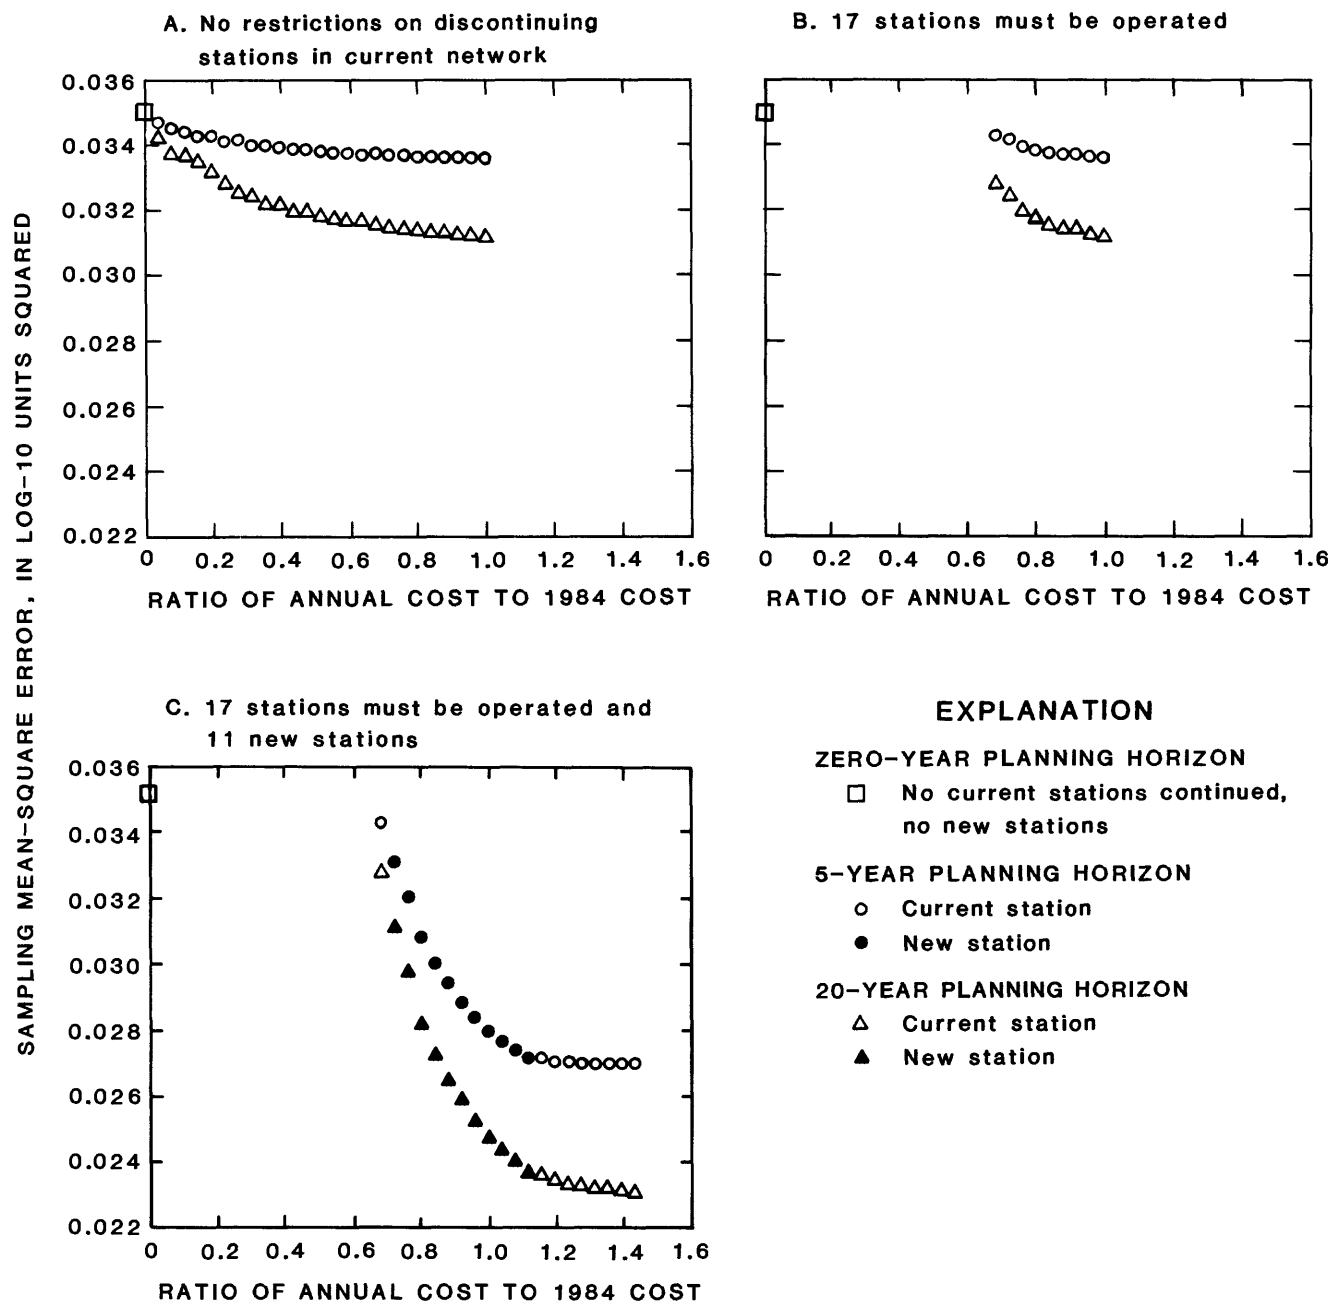 A. No restrictions on discontinuing
stations in current network
B. 17 stations must be operated
SAMPLING MEAN-SQUARE ERROR, IN LOG-10 UNITS SQUARED
0.036
0.034
0.032
0.030
0.028
0.026
0.024
0.022
0 0.2 0.4 0.6 0.8 1.0 1.2 1.4 1.6
RATIO OF ANNUAL COST TO 1984 COST
0 0.2 0.4 0.6 0.8 1.0 1.2 1.4 1.6
RATIO OF ANNUAL COST TO 1984 COST
C. 17 stations must be operated and
11 new stations
0.036
0.034
0.032
0.030
0.028
0.026
0.024
0.022
0 0.2 0.4 0.6 0.8 1.0 1.2 1.4 1.6
RATIO OF ANNUAL COST TO 1984 COST
EXPLANATION
ZERO-YEAR PLANNING HORIZON
No current stations continued,
no new stations
5-YEAR PLANNING HORIZON
Current station
New station
20-YEAR PLANNING HORIZON
Current station
New station